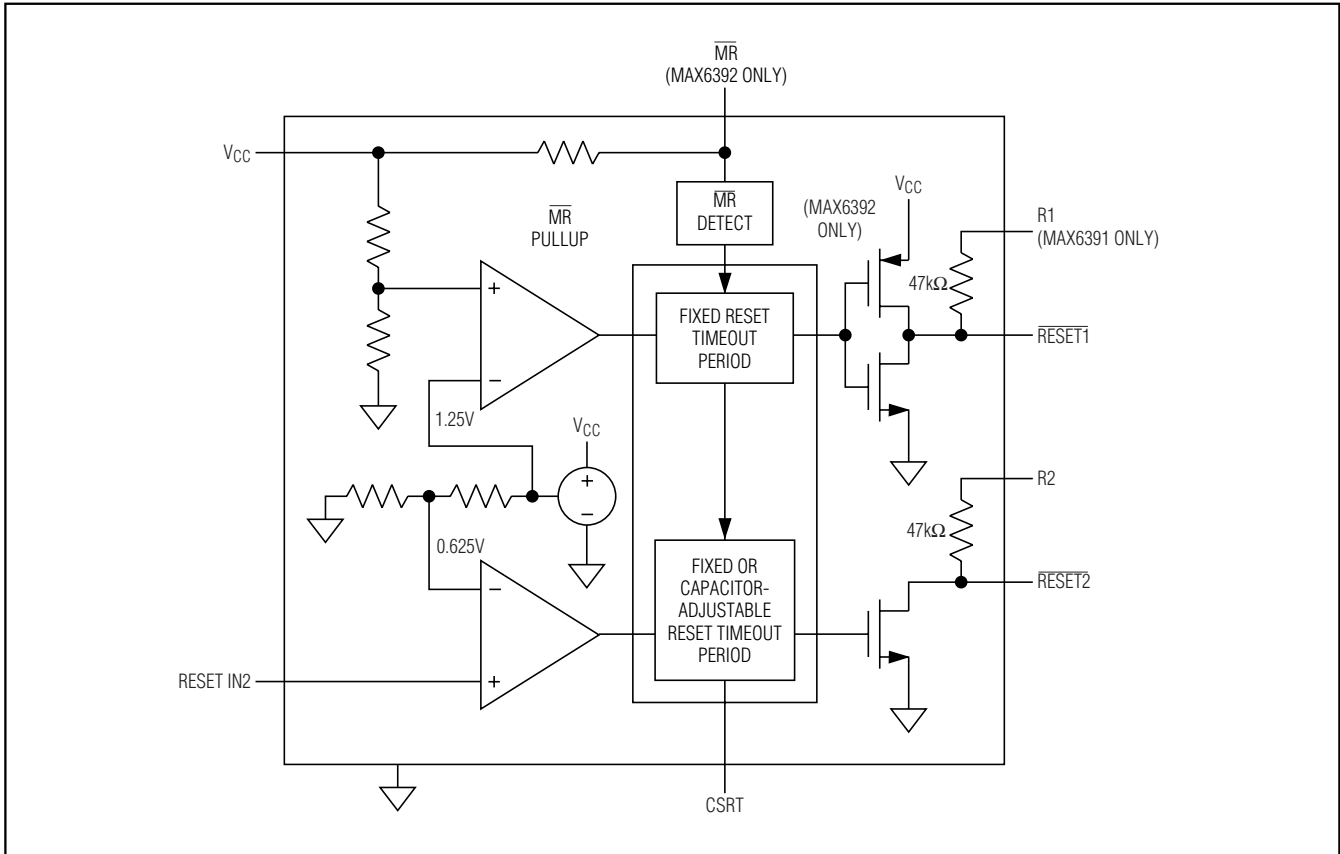 MR
(MAX6392 ONLY)
VCC
MR
DETECT
(MAX6392
ONLY)
VCC
R1
(MAX6391 ONLY)
MR
PULLUP
47kΩ
+
−
FIXED RESET
TIMEOUT
PERIOD
RESET1
1.25V
VCC
+
−
R2
47kΩ
0.625V
−
+
FIXED OR
CAPACITOR-
ADJUSTABLE
RESET TIMEOUT
PERIOD
RESET2
RESET IN2
CSRT